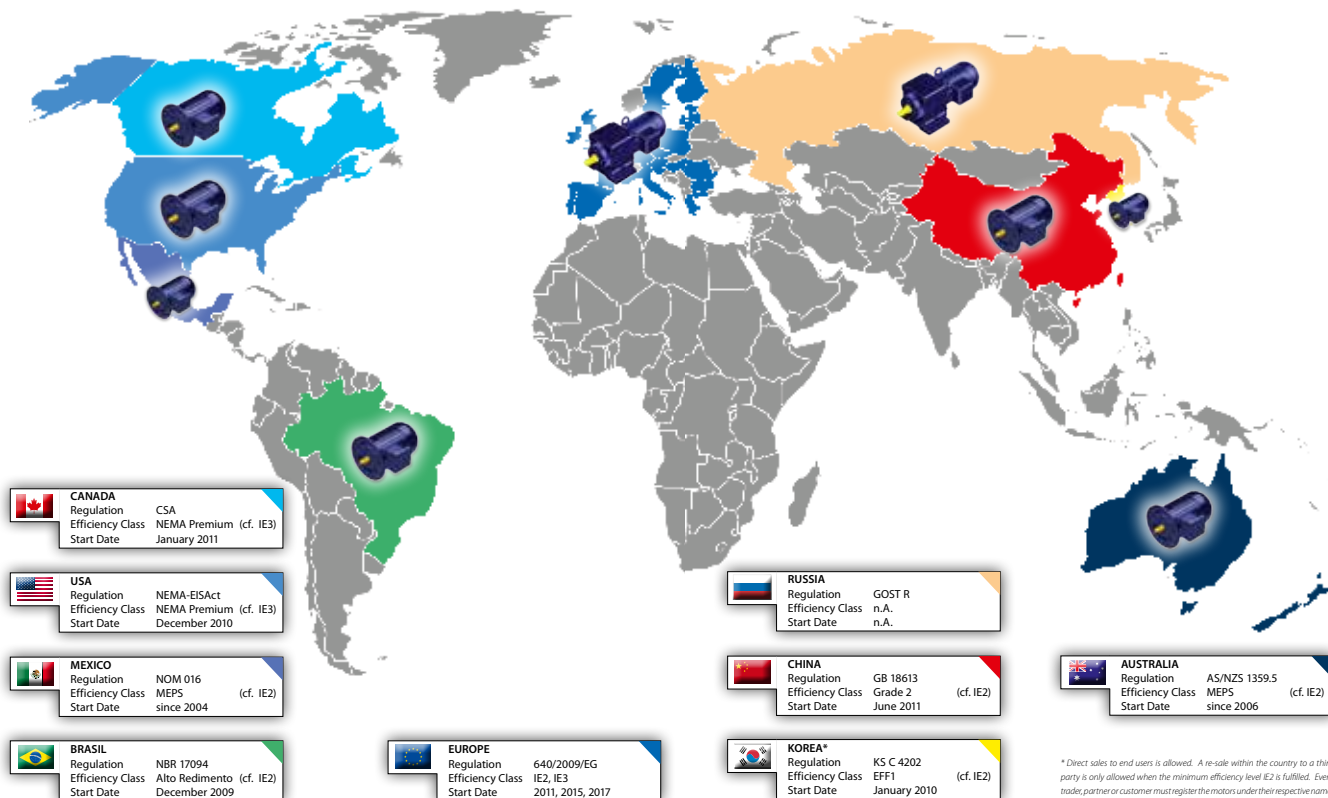 CANADA
Regulation CSA
Efficiency Class NEMA Premium (cf. IE3)
Start Date January 2011
USA
Regulation NEMA-EISAct
Efficiency Class NEMA Premium (cf. IE3)
Start Date December 2010
MEXICO
Regulation NOM 016
Efficiency Class MEPS (cf. IE2)
Start Date since 2004
BRASIL
Regulation NBR 17094
Efficiency Class Alto Redimento (cf. IE2)
Start Date December 2009
EUROPE
Regulation 640/2009/EG
Efficiency Class IE2, IE3
Start Date 2011, 2015, 2017
RUSSIA
Regulation GOST R
Efficiency Class n.A.
Start Date n.A.
CHINA
Regulation GB 18613
Efficiency Class Grade 2 (cf. IE2)
Start Date June 2011
KOREA*
Regulation KS C 4202
Efficiency Class EFF1 (cf. IE2)
Start Date January 2010
AUSTRALIA
Regulation AS/NZS 1359.5
Efficiency Class MEPS (cf. IE2)
Start Date since 2006
* Direct sales to end users is allowed. A re-sale within the country to a thir
party is only allowed when the minimum efficiency level IE2 is fulfilled. Ever
trader, partner or customer must register the motors under their respective name